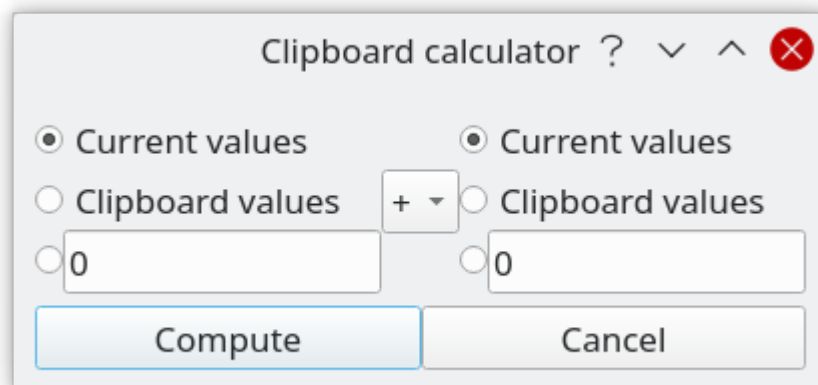 Clipboard calculator ?
Current values Current values
Clipboard values + Clipboard values
0 0
Compute Cancel